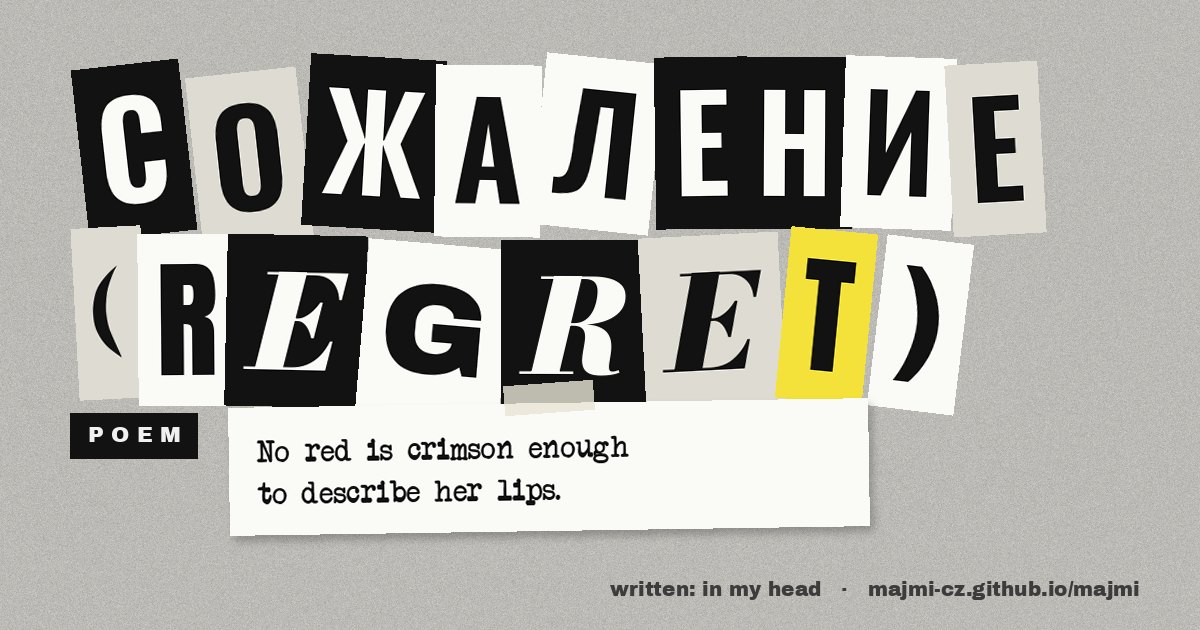 СОЖАЛЕНИЕ
(REGRET)
POEM
No red is crimson enough
to describe her lips.
written: in my head · majmi-cz.github.io/majmi